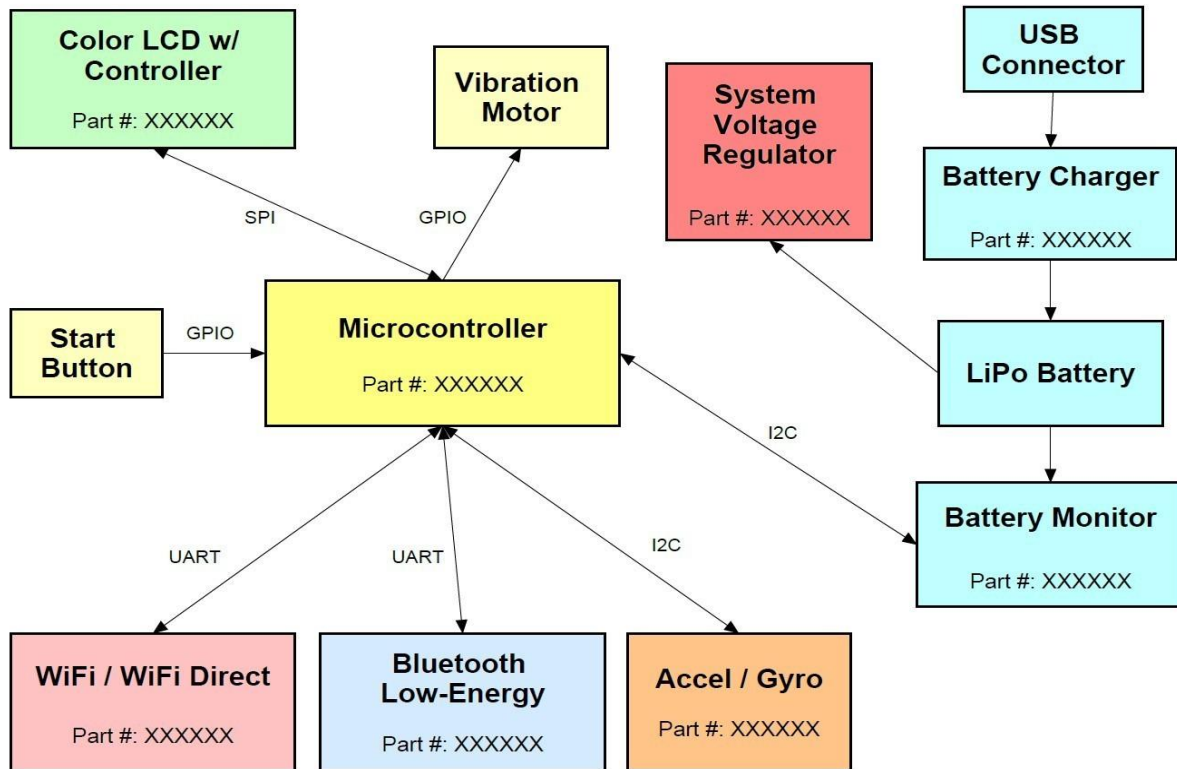 Color LCD w/
Controller
Part #: XXXXXX
Vibration
Motor
System
Voltage
Regulator
Part #: XXXXXX
USB
Connector
Battery Charger
Part #: XXXXXX
SPI
GPIO
Start
Button
GPIO
Microcontroller
Part #: XXXXXX
LiPo Battery
I2C
Battery Monitor
Part #: XXXXXX
UART
UART
I2C
WiFi / WiFi Direct
Part #: XXXXXX
Bluetooth
Low-Energy
Part #: XXXXXX
Accel / Gyro
Part #: XXXXXX